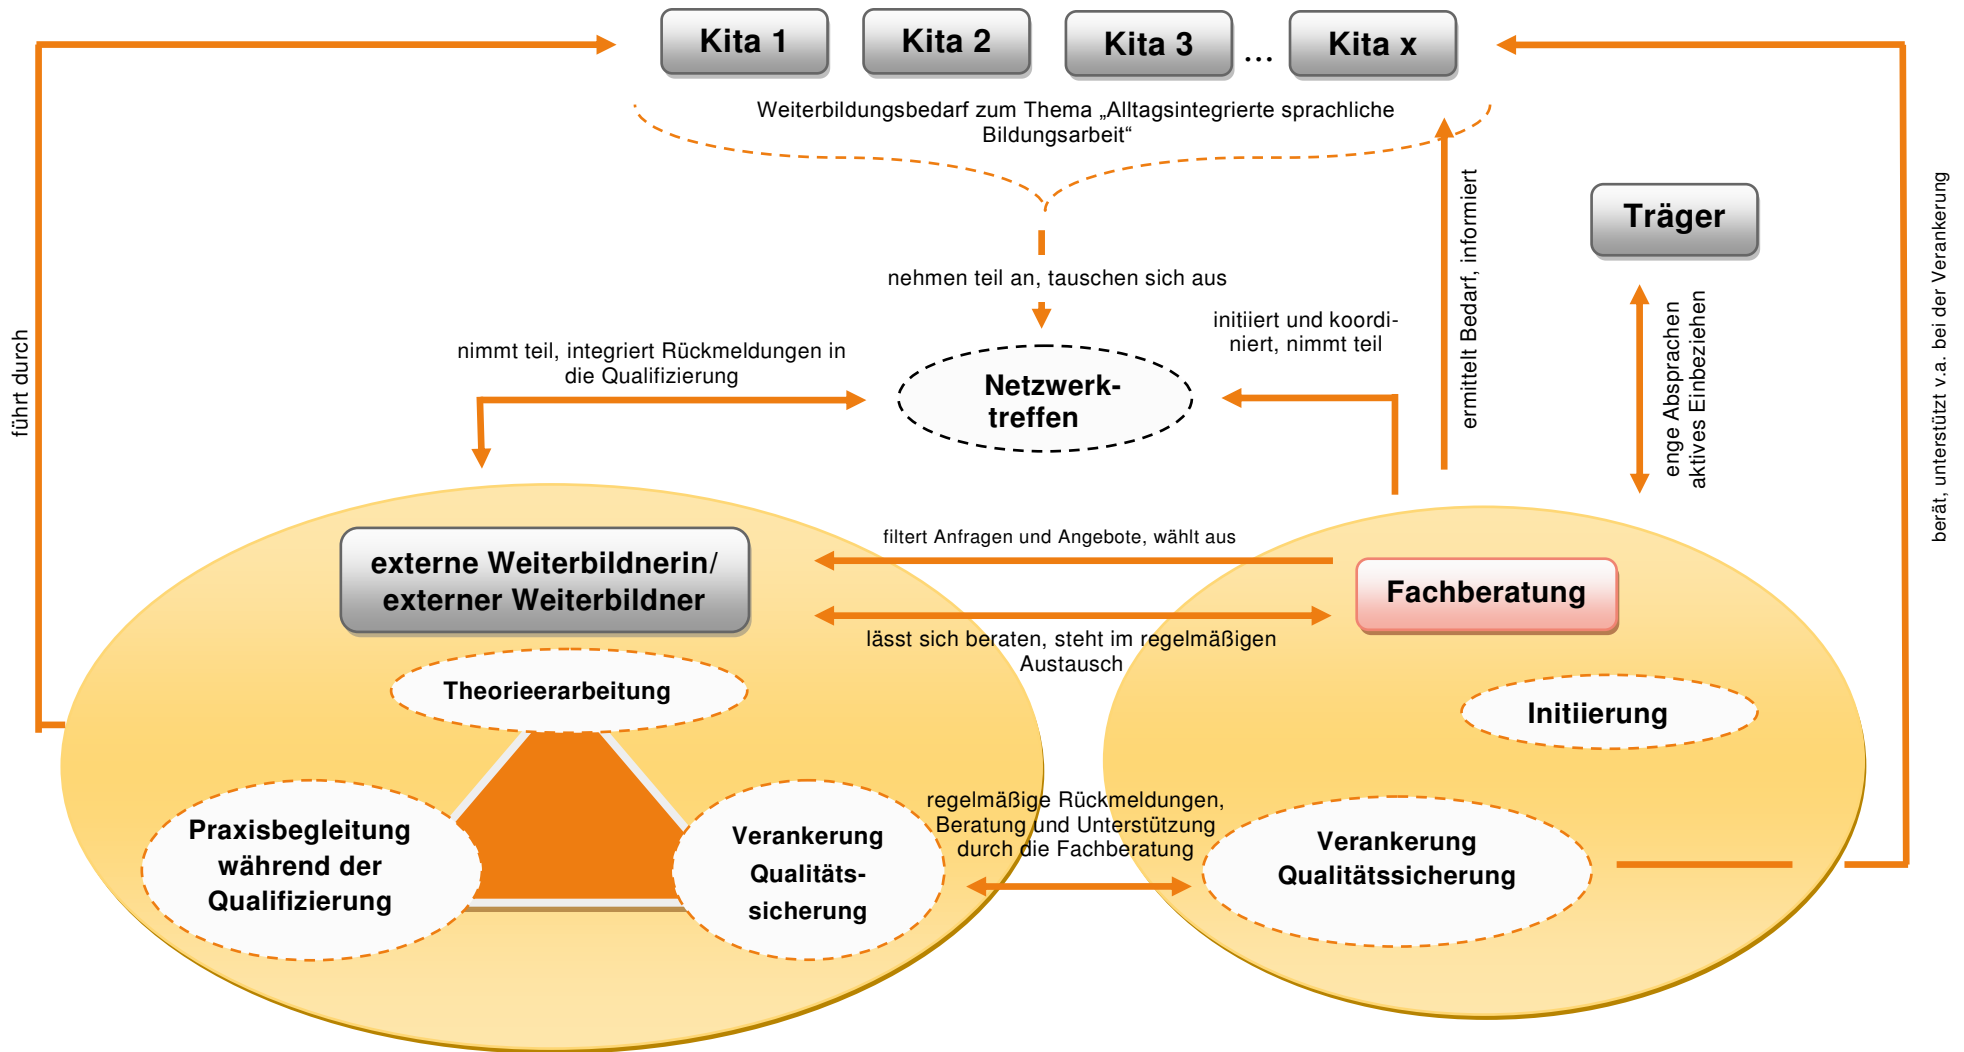 Kita 1
Kita 2
Kita 3
...
Kita x
Weiterbildungsbedarf zum Thema „Alltagsintegrierte sprachliche
Bildungsarbeit“
Träger
nehmen teil an, tauschen sich aus
initiiert und koordi-
niert, nimmt teil
nimmt teil, integriert Rückmeldungen in
die Qualifizierung
Netzwerk-
treffen
führt durch
ermittelt Bedarf, informiert
enge Absprachen
aktives Einbeziehen
berät, unterstützt v.a. bei der Verankerung
filtert Anfragen und Angebote, wählt aus
externe Weiterbildnerin/
externer Weiterbildner
Fachberatung
lässt sich beraten, steht im regelmäßigen
Austausch
Theorieerarbeitung
Initiierung
Praxisbegleitung
während der
Qualifizierung
Verankerung
Qualitäts-
sicherung
regelmäßige Rückmeldungen,
Beratung und Unterstützung
durch die Fachberatung
Verankerung
Qualitätssicherung